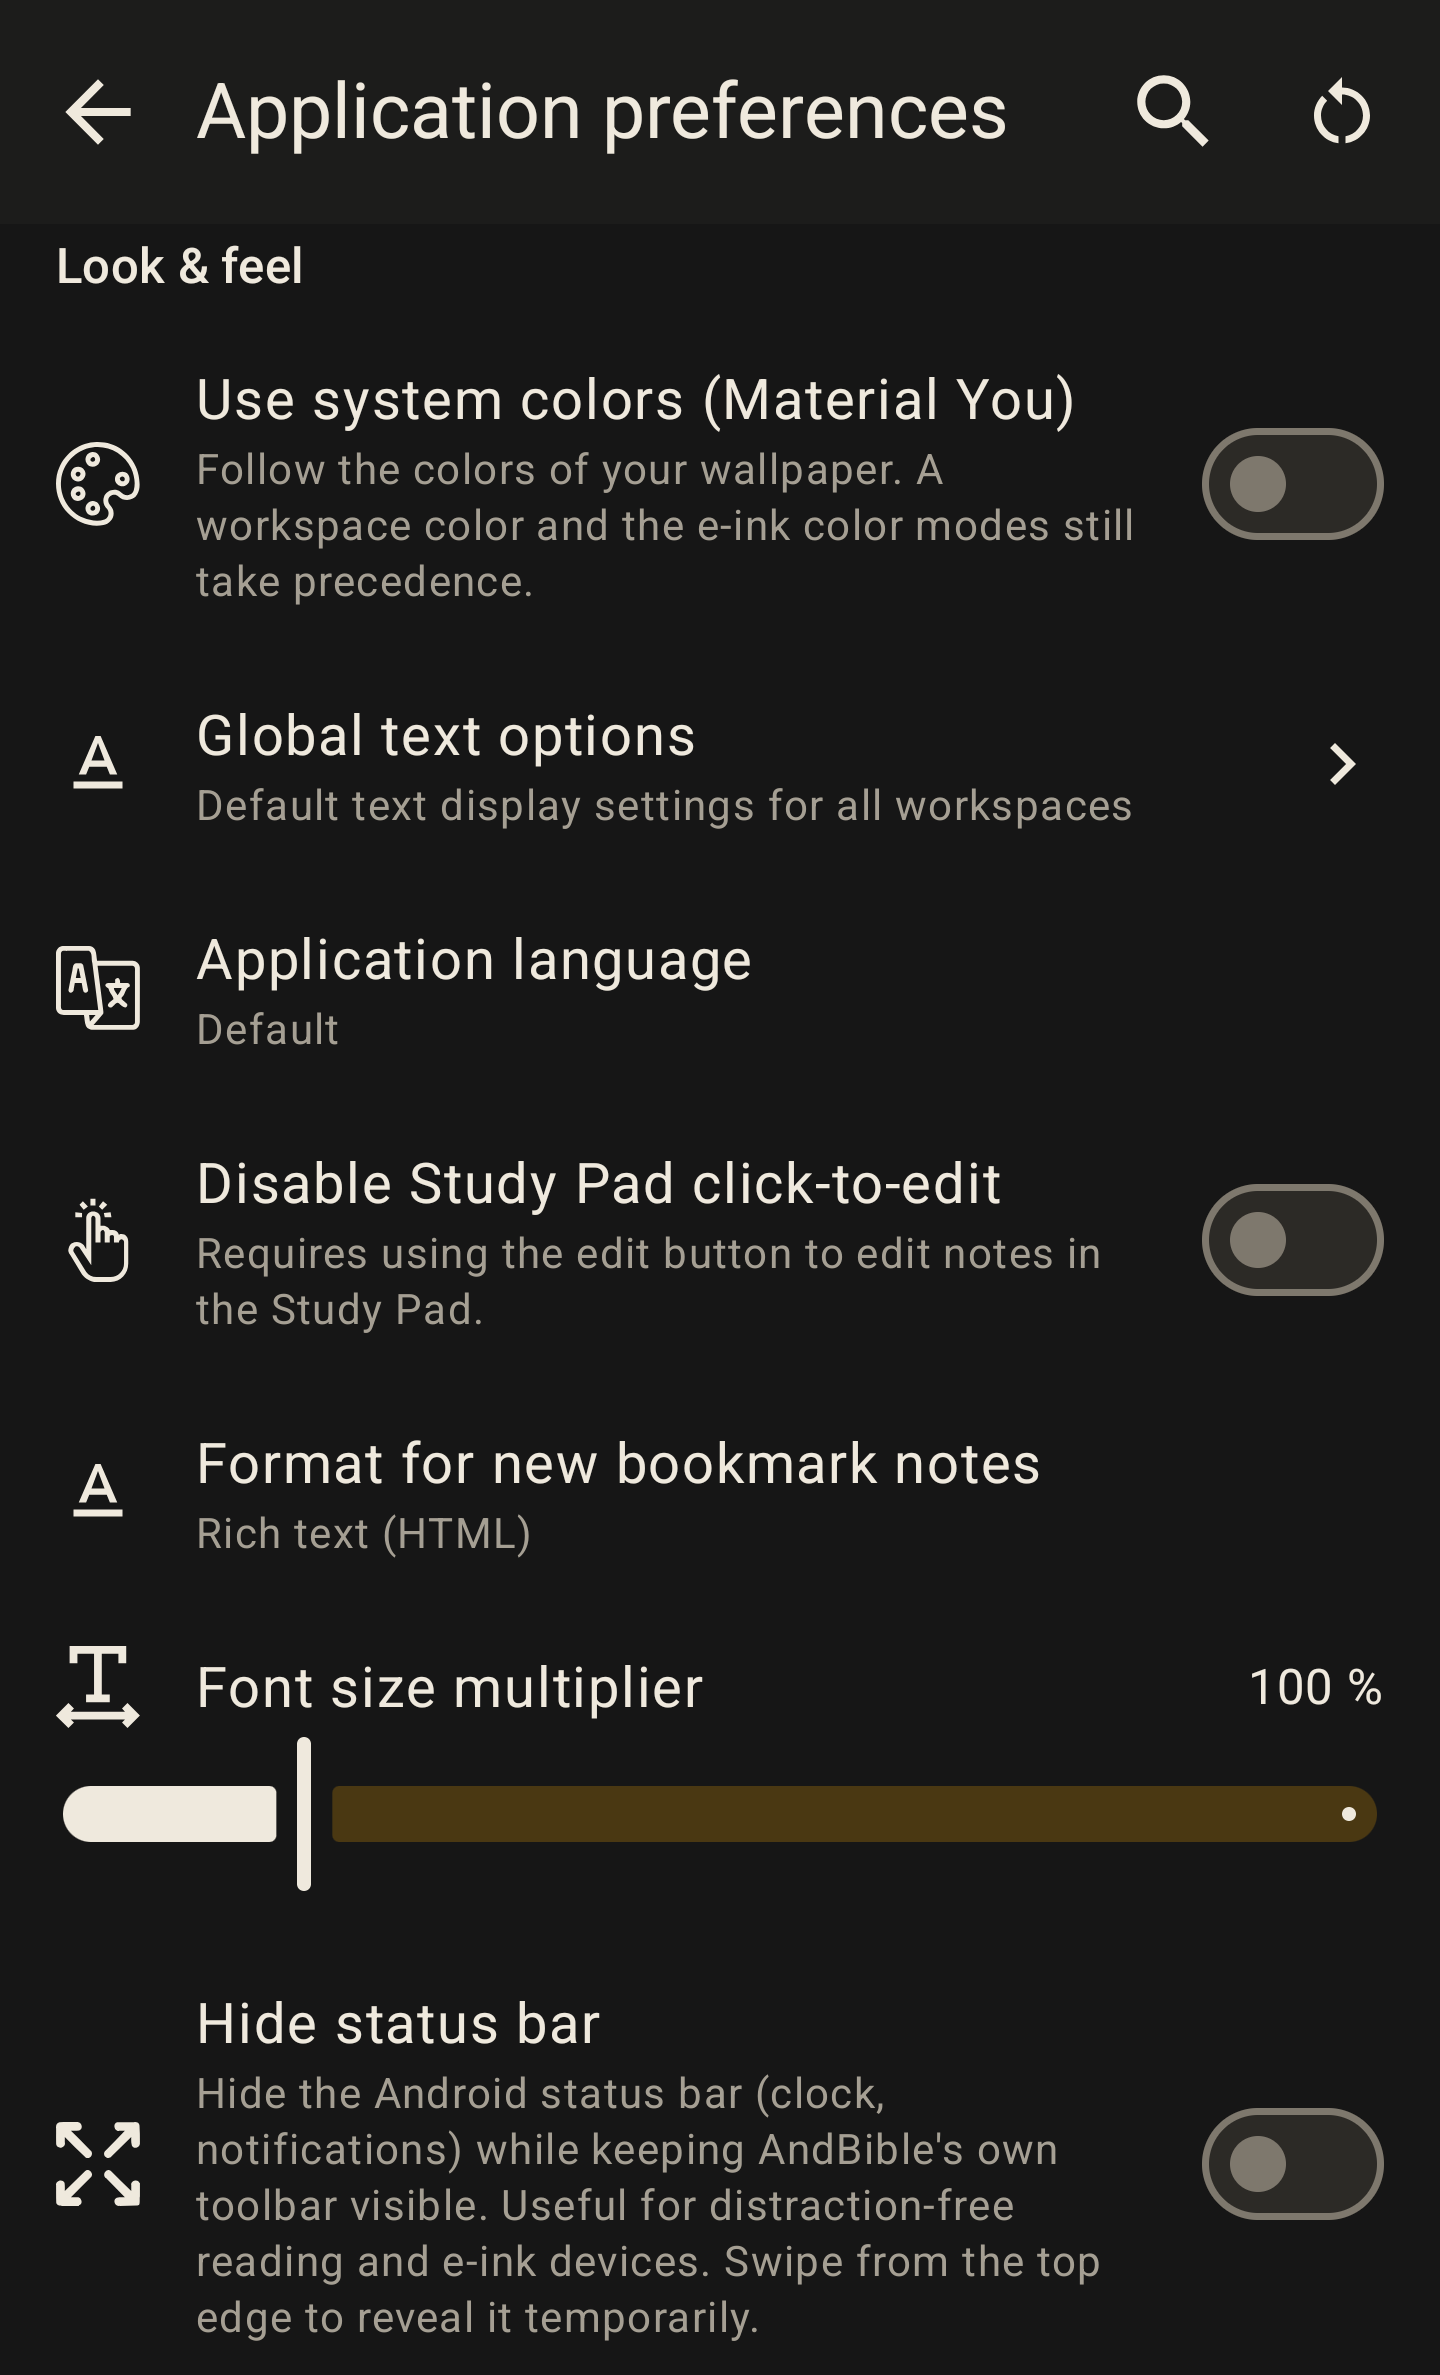 Application preferences
Look & feel
Use system colors (Material You)
Follow the colors of your wallpaper. A
workspace color and the e-ink color modes still
take precedence.
Global text options
Default text display settings for all workspaces
Application language
Default
Disable Study Pad click-to-edit
Requires using the edit button to edit notes in
the Study Pad.
Format for new bookmark notes
Rich text (HTML)
Font size multiplier
100 %
Hide status bar
Hide the Android status bar (clock,
notifications) while keeping AndBible's own
toolbar visible. Useful for distraction-free
reading and e-ink devices. Swipe from the top
edge to reveal it temporarily.